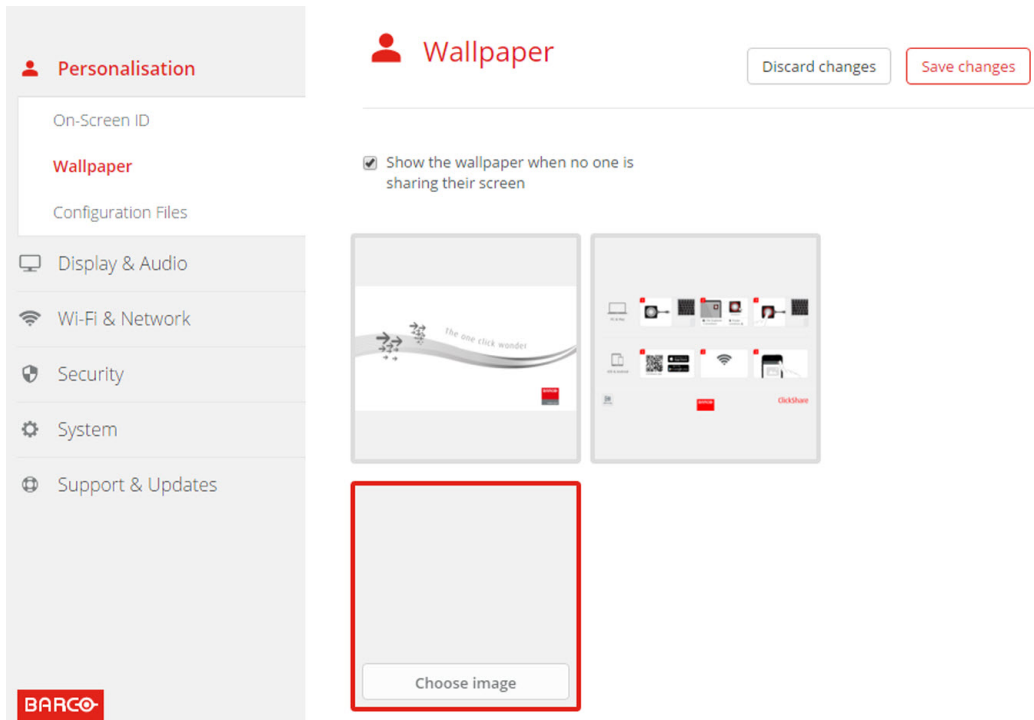 Personalisation
On-Screen ID
Wallpaper
Configuration Files
Display & Audio
Wi-Fi & Network
Security
System
Support & Updates
BARCO
Wallpaper
Discard changes
Save changes
Show the wallpaper when no one is
sharing their screen
The one click wonder
ClickShare
Choose image